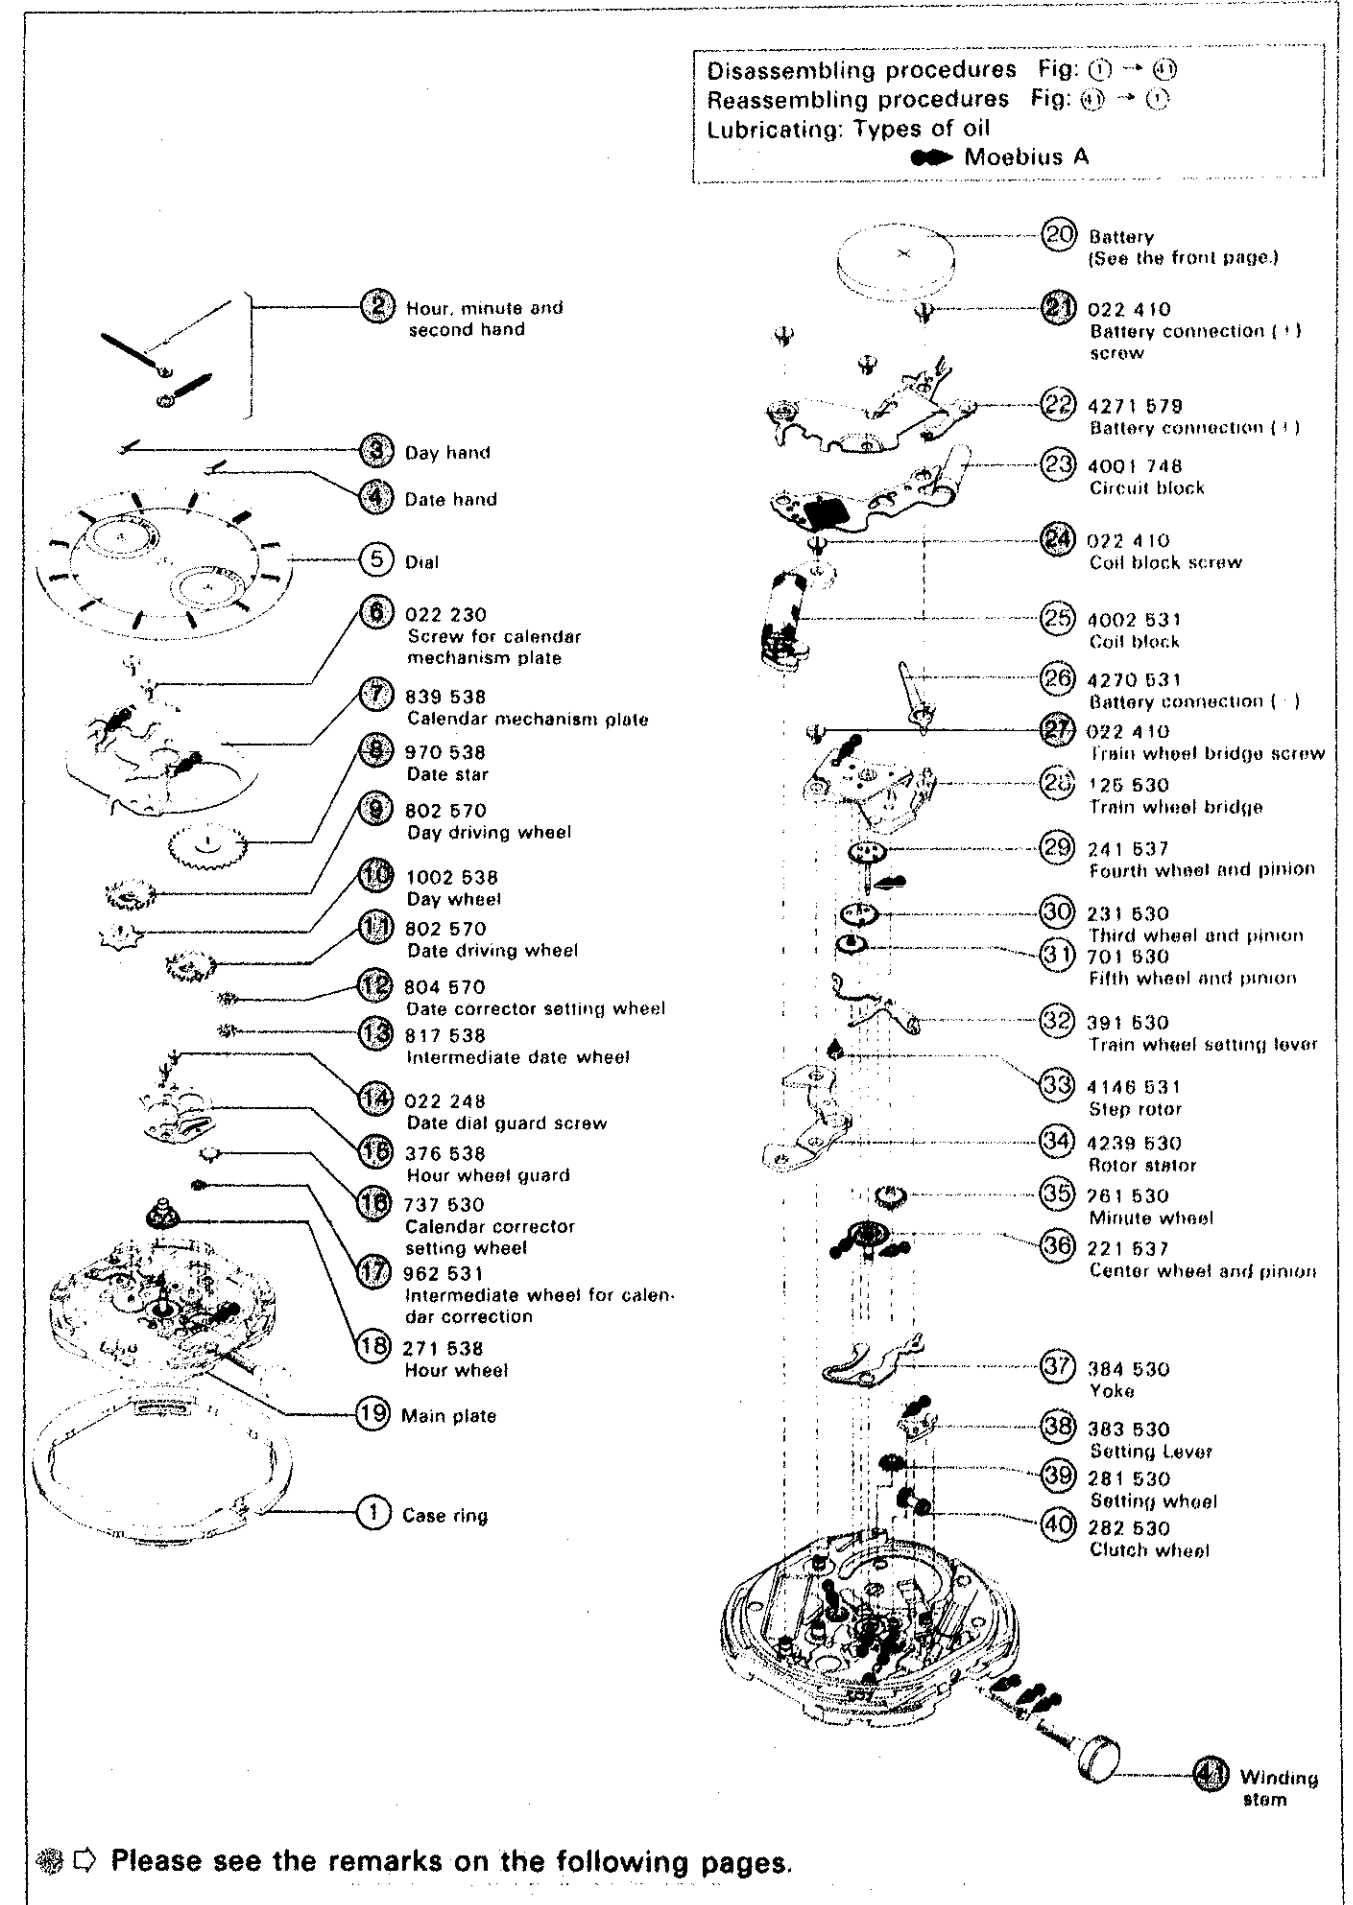 Disassembling procedures Fig: ① → ㊶
Reassembling procedures Fig: ㊶ → ①
Lubricating: Types of oil
Moebius A
2 Hour, minute and
second hand
3 Day hand
4 Date hand
5 Dial
6 022 230
Screw for calendar
mechanism plate
7 839 538
Calendar mechanism plate
8 970 538
Date star
9 802 570
Day driving wheel
10 1002 538
Day wheel
11 802 570
Date driving wheel
12 804 570
Date corrector setting wheel
13 817 538
Intermediate date wheel
14 022 248
Date dial guard screw
15 376 538
Hour wheel guard
16 737 530
Calendar corrector
setting wheel
17 962 531
Intermediate wheel for calen-
dar correction
18 271 538
Hour wheel
19 Main plate
1 Case ring
20 Battery
(See the front page.)
21 022 410
Battery connection (+)
screw
22 4271 579
Battery connection (+)
23 4001 748
Circuit block
24 022 410
Coil block screw
25 4002 531
Coil block
26 4270 531
Battery connection (-)
27 022 410
Train wheel bridge screw
28 125 530
Train wheel bridge
29 241 537
Fourth wheel and pinion
30 231 530
Third wheel and pinion
31 701 530
Fifth wheel and pinion
32 391 530
Train wheel setting lever
33 4146 531
Step rotor
34 4239 530
Rotor stator
35 261 530
Minute wheel
36 221 537
Center wheel and pinion
37 384 530
Yoke
38 383 530
Setting Lever
39 281 530
Setting wheel
40 282 530
Clutch wheel
41 Winding
stem
Please see the remarks on the following pages.